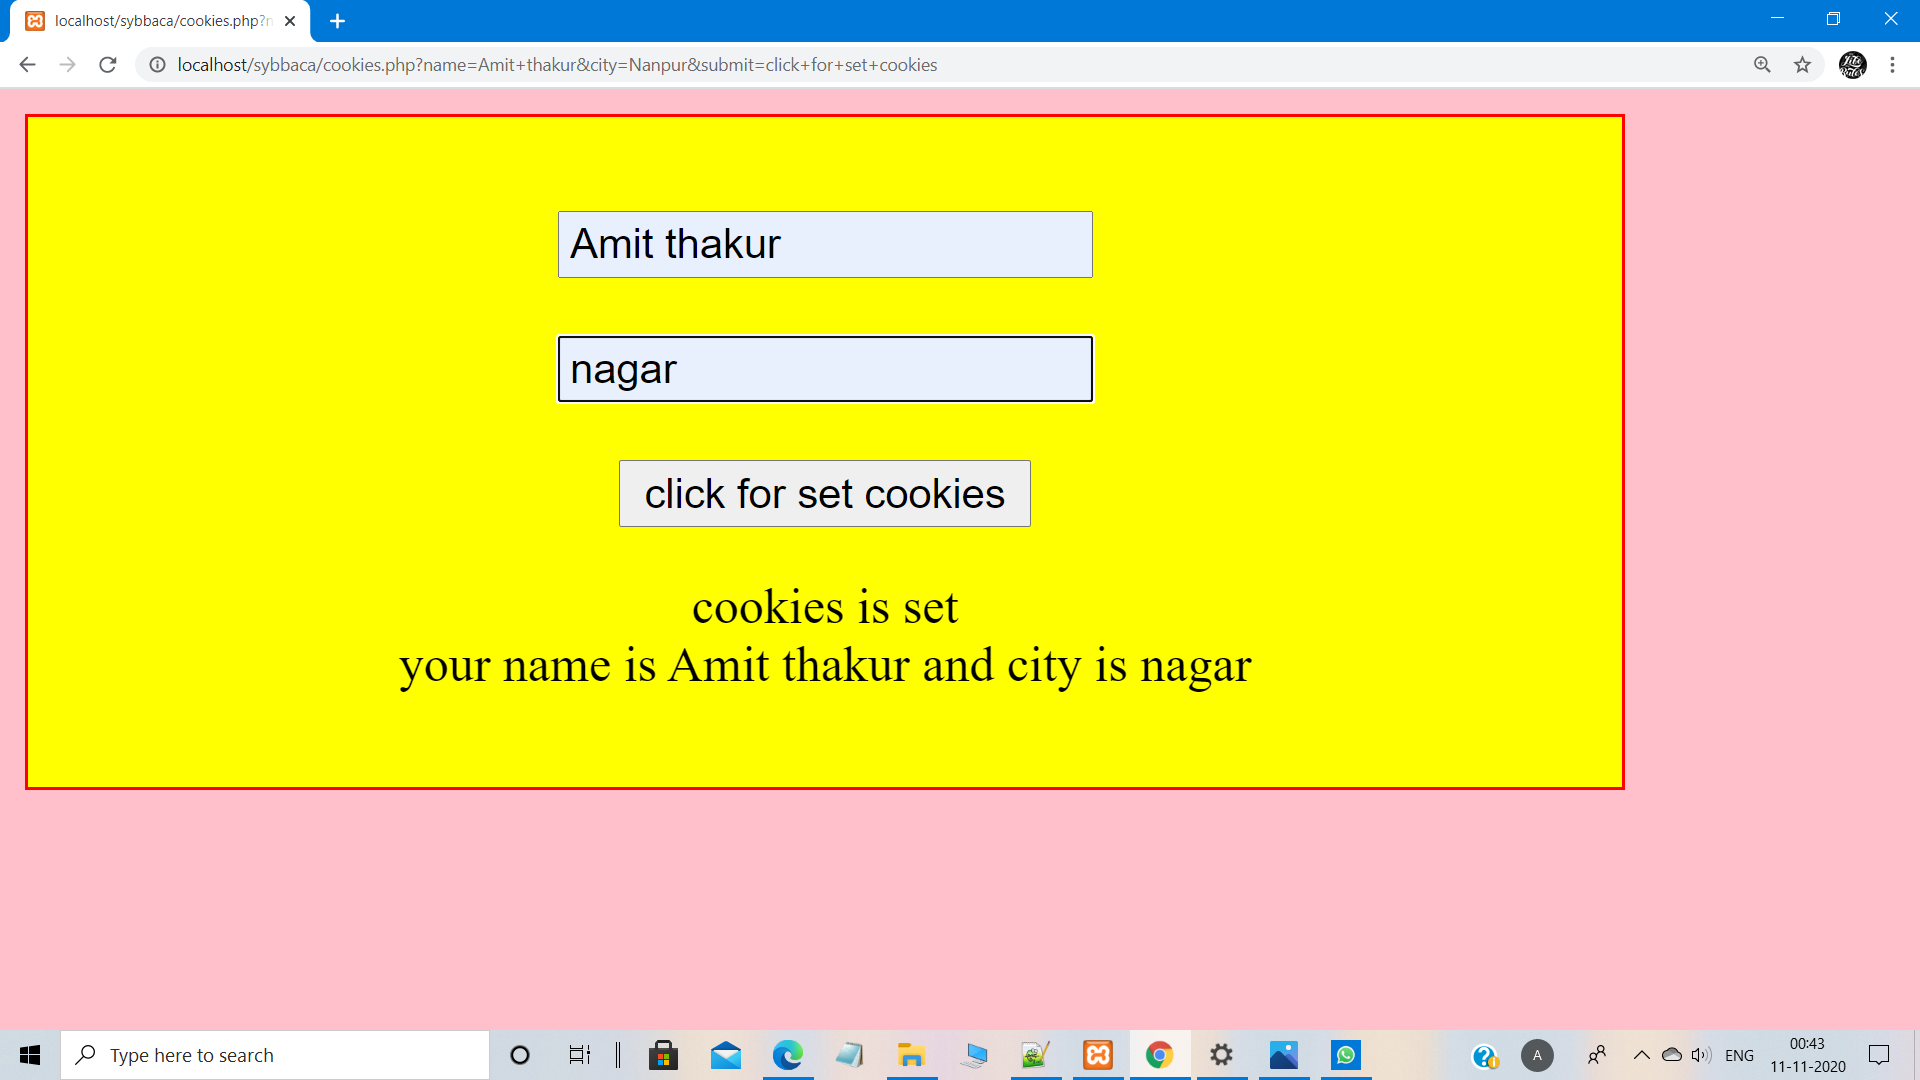 localhost/sybbaca/cookies.php?n
localhost/sybbaca/cookies.php?name=Amit+thakur&city=Nanpur&submit=click+for+set+cookies
Amit thakur
nagar
click for set cookies
cookies is set
your name is Amit thakur and city is nagar
Type here to search
A
ENG
00:43
11-11-2020